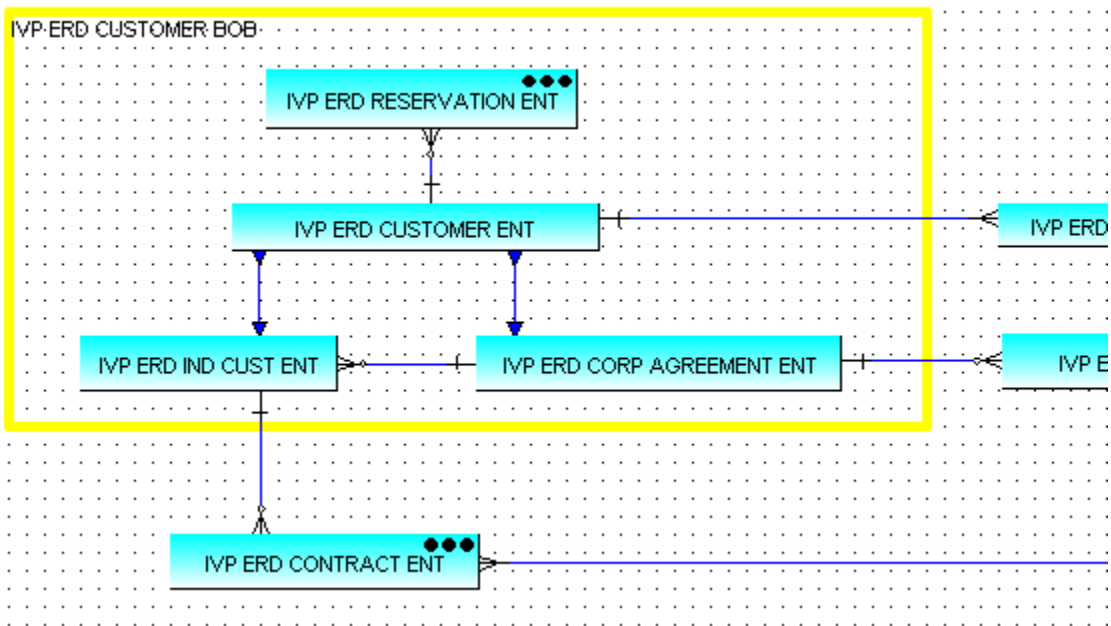 IVP ERD CUSTOMER BOB
IVP ERD RESERVATION ENT
IVP ERD CUSTOMER ENT
IVP ERD
IVP ERD IND CUST ENT
IVP ERD CORP AGREEMENT ENT
IVP E
IVP ERD CONTRACT ENT